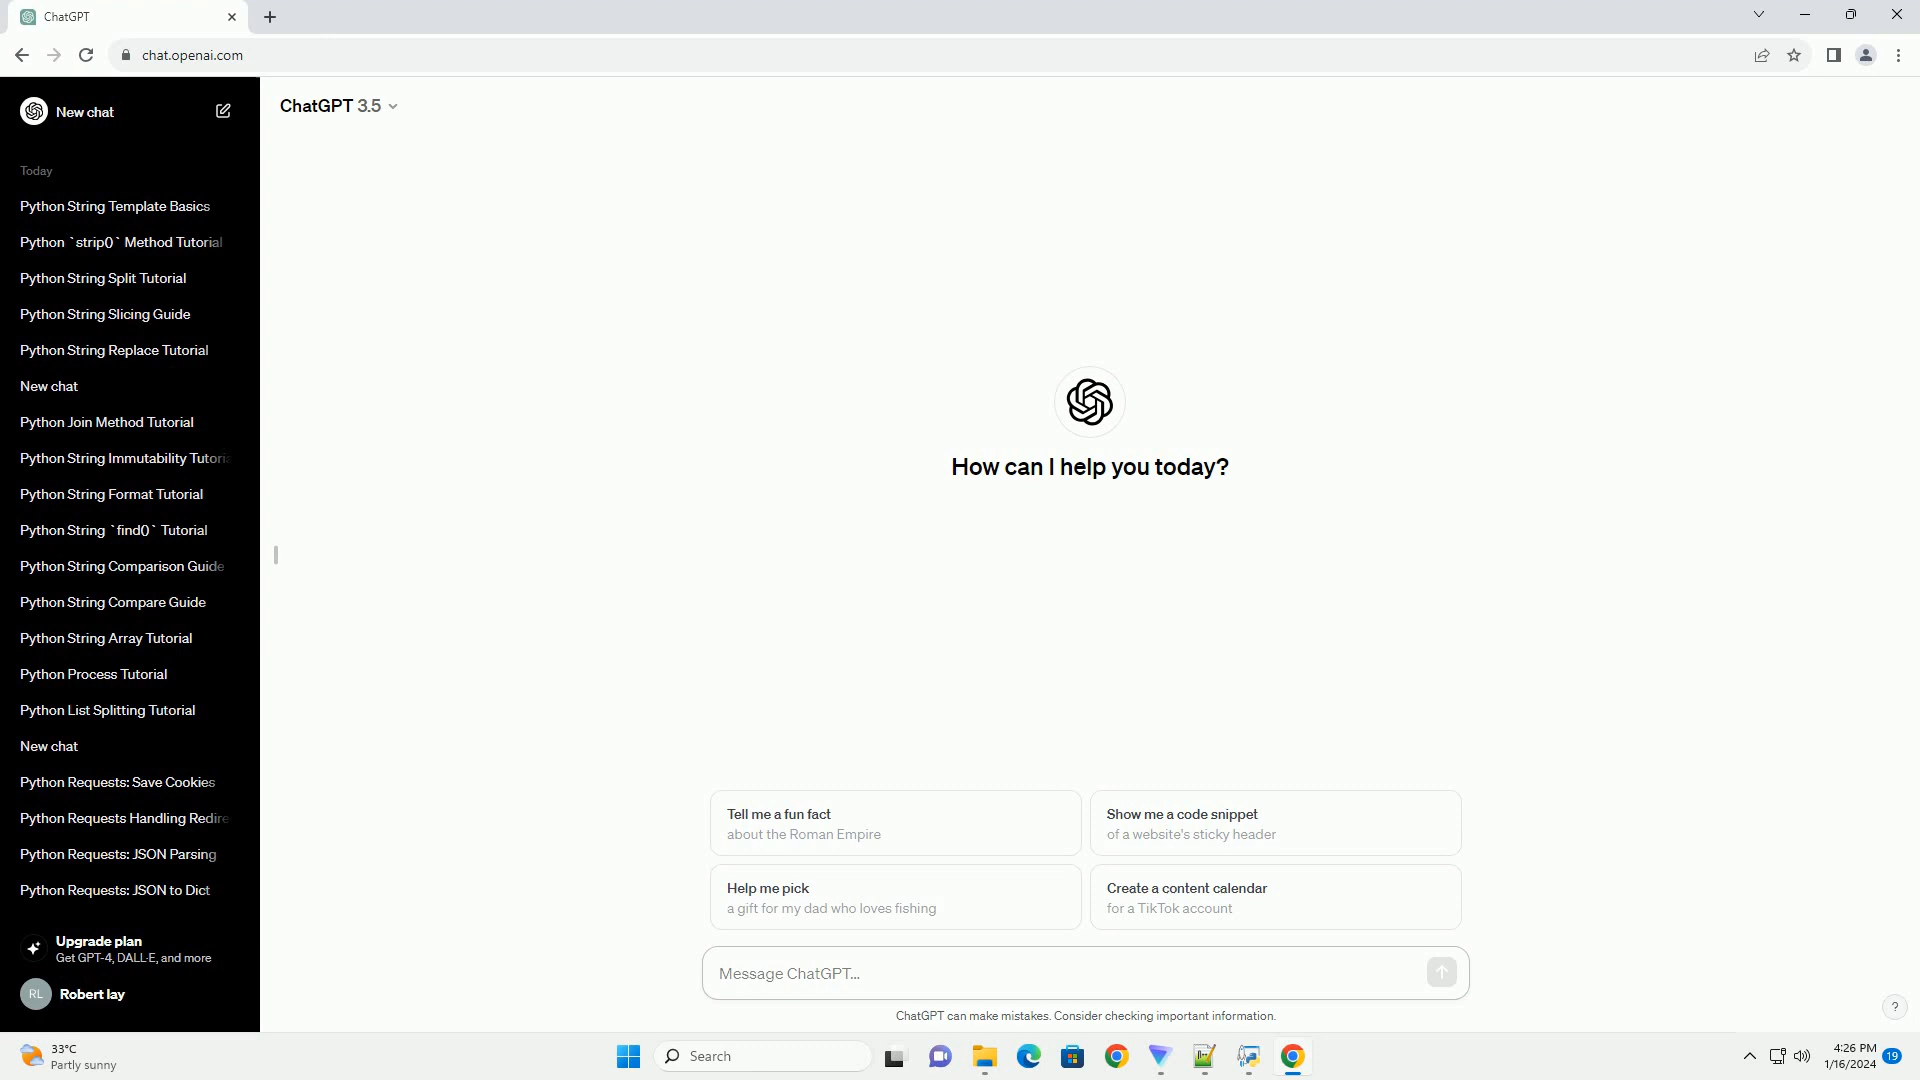 ChatGPT
chat.openai.com
New chat
ChatGPT 3.5
Today
Python String Template Basics
Python `strip()` Method Tutorial
Python String Split Tutorial
Python String Slicing Guide
Python String Replace Tutorial
New chat
Python Join Method Tutorial
Python String Immutability Tutoria
Python String Format Tutorial
Python String `find()` Tutorial
Python String Comparison Guide
Python String Compare Guide
Python String Array Tutorial
Python Process Tutorial
Python List Splitting Tutorial
New chat
Python Requests: Save Cookies
Python Requests Handling Redire
Python Requests: JSON Parsing
Python Requests: JSON to Dict
Upgrade plan
Get GPT-4, DALL·E, and more
RL
Robert lay
How can I help you today?
Tell me a fun fact
about the Roman Empire
Show me a code snippet
of a website's sticky header
Help me pick
a gift for my dad who loves fishing
Create a content calendar
for a TikTok account
Message ChatGPT...
ChatGPT can make mistakes. Consider checking important information.
?
33°C
Partly sunny
Search
4:26 PM
1/16/2024
19